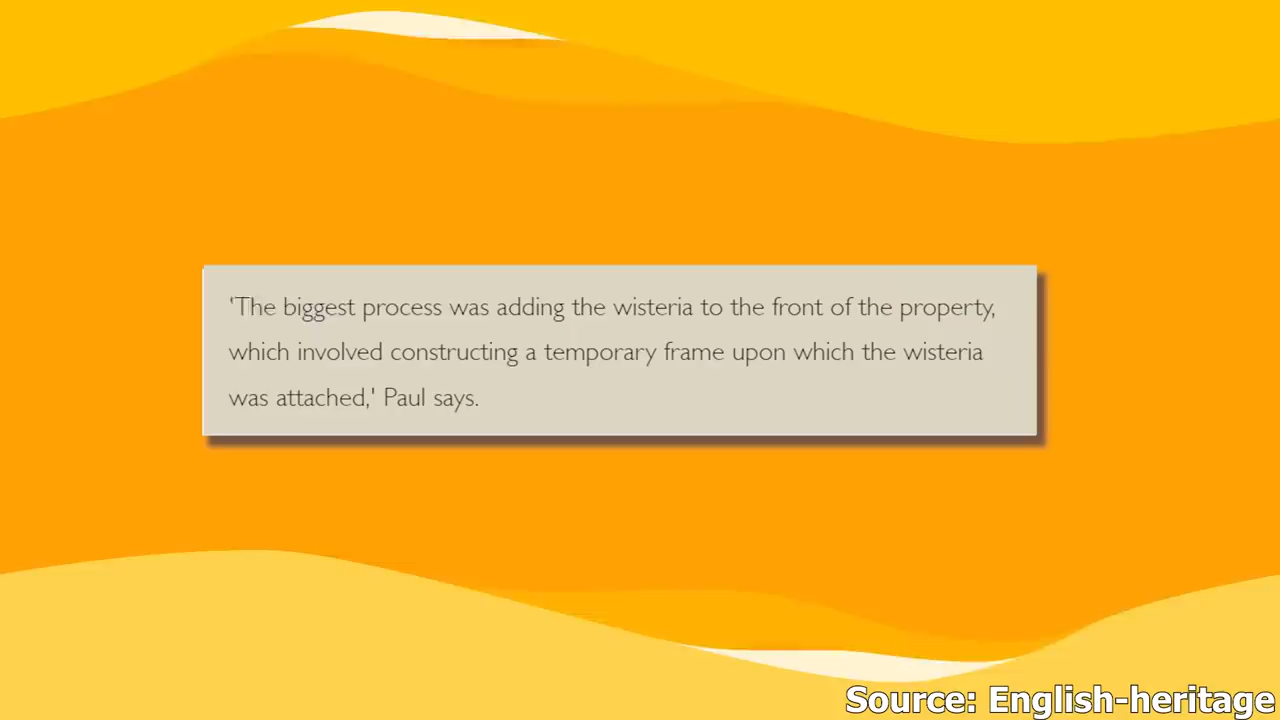 'The biggest process was adding the wisteria to the front of the property,
which involved constructing a temporary frame upon which the wisteria
was attached,' Paul says.
Source: English-heritage